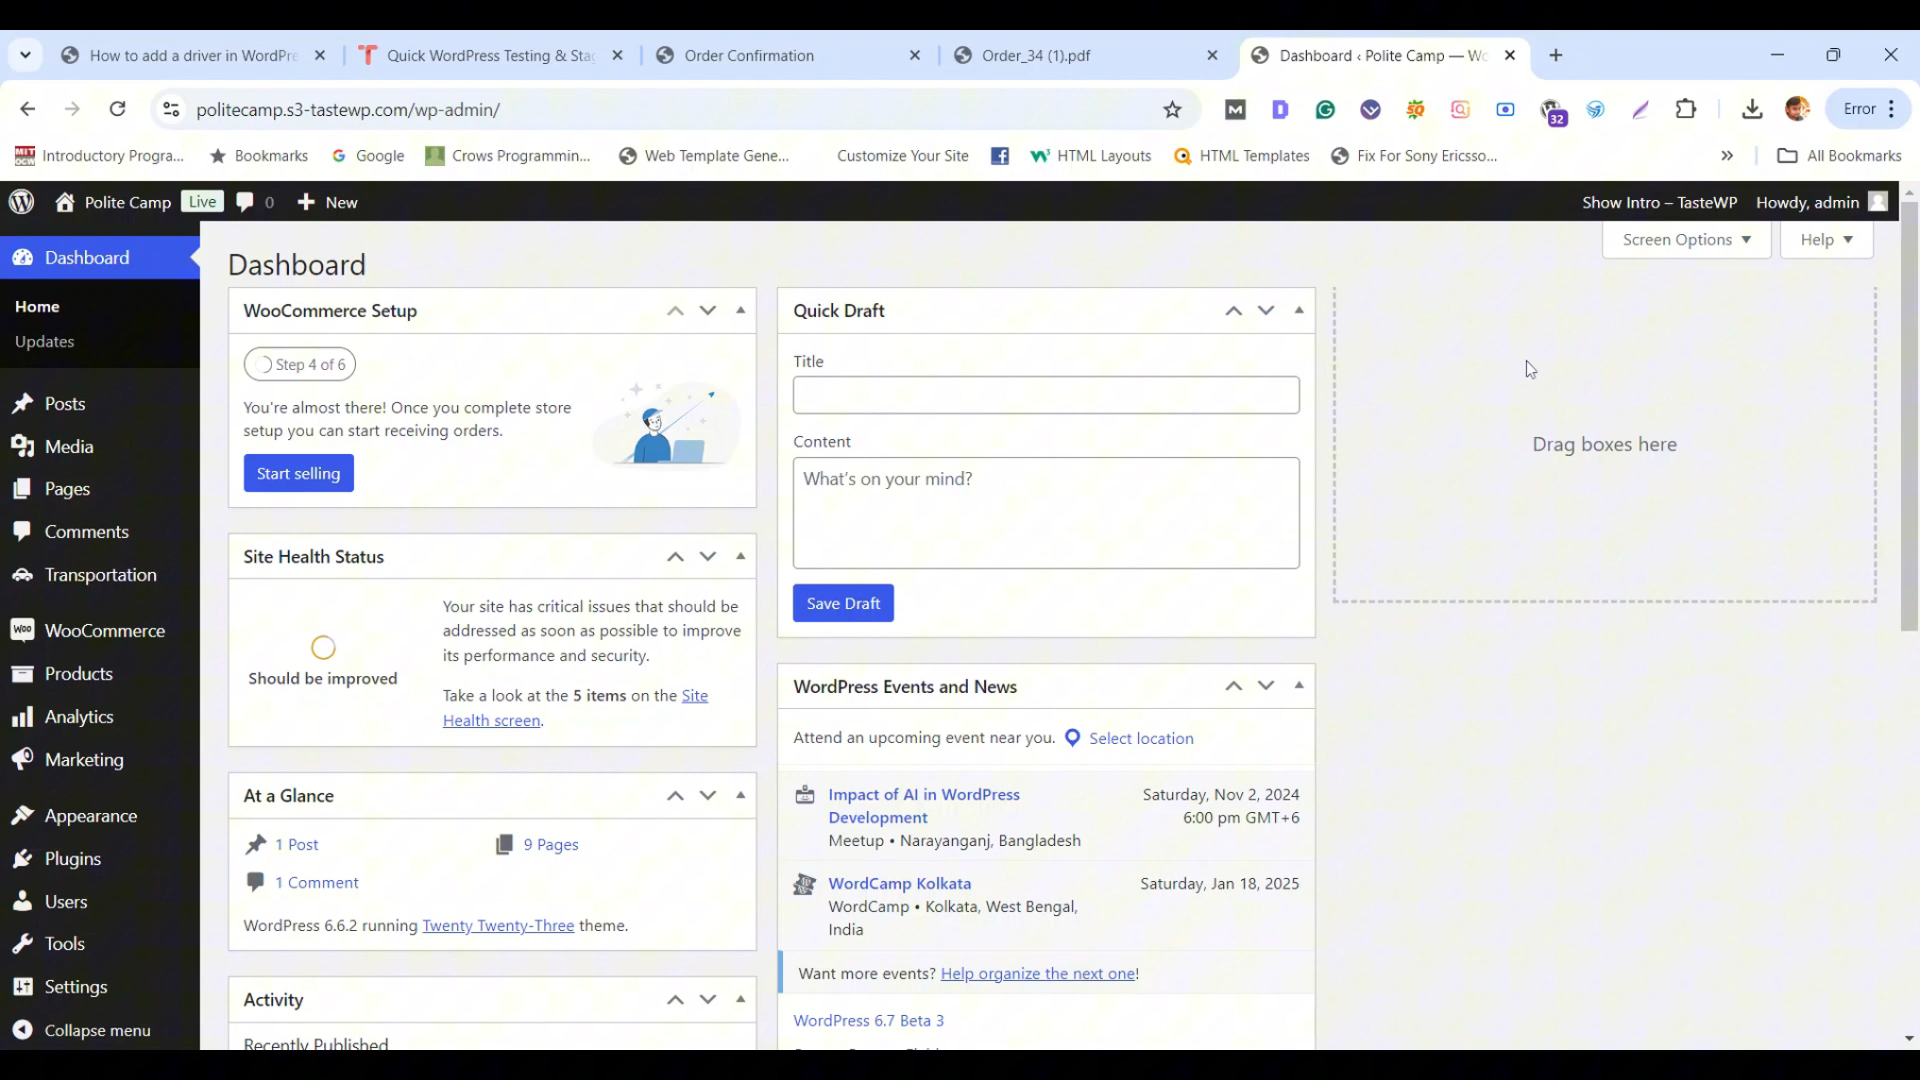 How to add a driver in WordPre
Quick WordPress Testing & Stag
Order Confirmation
Order_34 (1).pdf
Dashboard ‹ Polite Camp — Wo
politecamp.s3-tastewp.com/wp-admin/
32
Error
Introductory Progra...
Bookmarks
Google
Crows Programmin...
Web Template Gene...
Customize Your Site
HTML Layouts
HTML Templates
Fix For Sony Ericsso...
»
All Bookmarks
Polite Camp
Live
0
New
Show Intro – TasteWP
Howdy, admin
Dashboard
Home
Updates
Posts
Media
Pages
Comments
Transportation
WooCommerce
Products
Analytics
Marketing
Appearance
Plugins
Users
Tools
Settings
Collapse menu
Screen Options
Help
Dashboard
WooCommerce Setup
Step 4 of 6
You're almost there! Once you complete store
setup you can start receiving orders.
Start selling
Site Health Status
Should be improved
Your site has critical issues that should be
addressed as soon as possible to improve
its performance and security.
Take a look at the 5 items on the Site
Health screen.
At a Glance
1 Post
9 Pages
1 Comment
WordPress 6.6.2 running Twenty Twenty-Three theme.
Activity
Recently Published
Quick Draft
Title
Content
What's on your mind?
Save Draft
WordPress Events and News
Attend an upcoming event near you.
Select location
Impact of AI in WordPress
Development
Meetup • Narayanganj, Bangladesh
Saturday, Nov 2, 2024
6:00 pm GMT+6
WordCamp Kolkata
WordCamp • Kolkata, West Bengal,
India
Saturday, Jan 18, 2025
Want more events? Help organize the next one!
WordPress 6.7 Beta 3
Drag boxes here